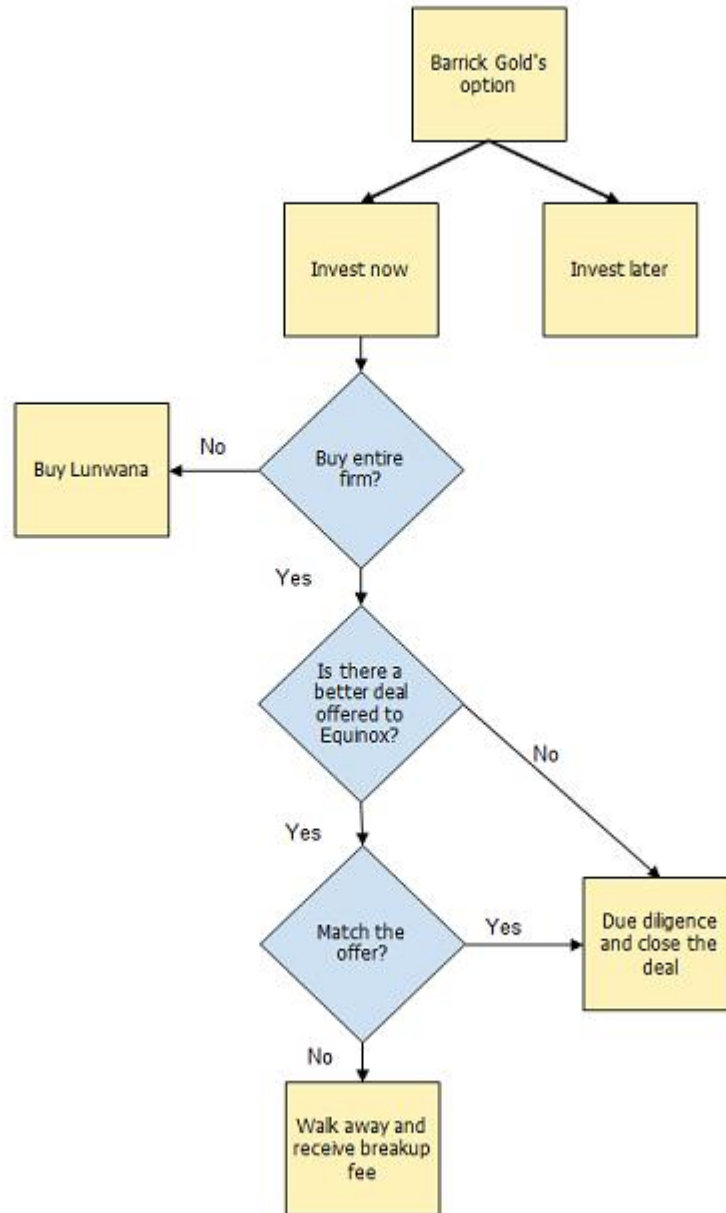 Barrick Gold's
option
Invest now
Invest later
Buy Lunwana
No
Buy entire
firm?
Yes
Is there a
better deal
offered to
Equinox?
No
Yes
Match the
offer?
Yes
Due diligence
and close the
deal
No
Walk away and
receive breakup
fee